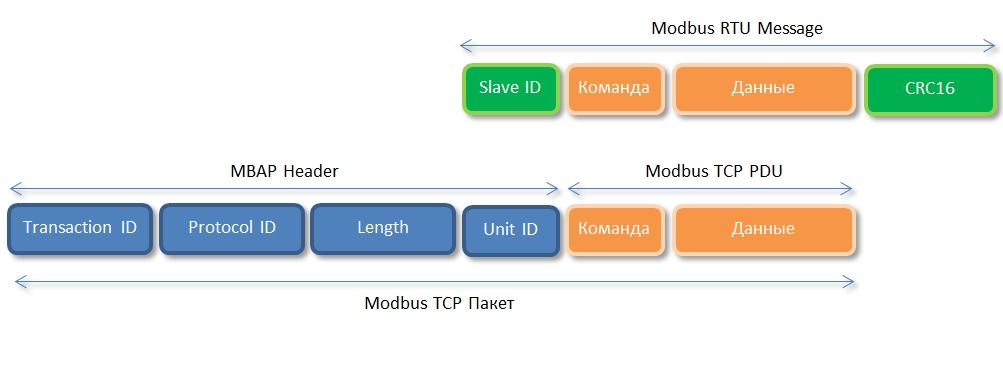 Modbus RTU Message
Slave ID Команда Данные CRC16
MBAP Header Modbus TCP PDU
Transaction ID Protocol ID Length Unit ID Команда Данные
Modbus TCP Пакет